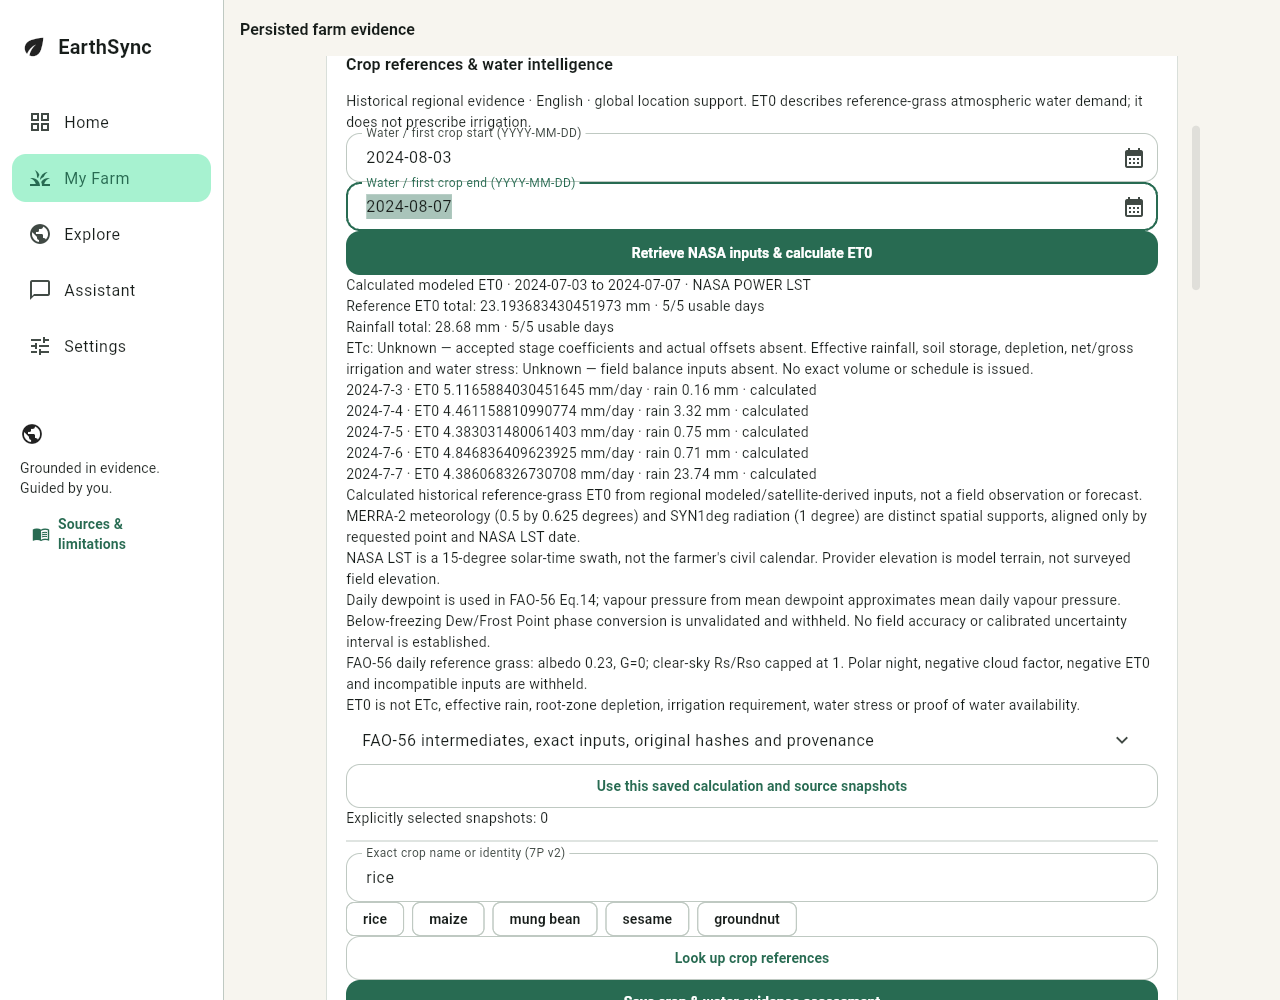 EarthSync
Home
My Farm
Explore
Assistant
Settings
Grounded in evidence.
Guided by you.
Sources &
limitations
Persisted farm evidence
Crop references & water intelligence
Historical regional evidence · English · global location support. ET0 describes reference-grass atmospheric water demand; it
does not prescribe irrigation.
Water / first crop start (YYYY-MM-DD)
2024-08-03
Water / first crop end (YYYY-MM-DD)
2024-08-07
Retrieve NASA inputs & calculate ET0
Calculated modeled ET0 · 2024-07-03 to 2024-07-07 · NASA POWER LST
Reference ET0 total: 23.193683430451973 mm · 5/5 usable days
Rainfall total: 28.68 mm · 5/5 usable days
ETc: Unknown — accepted stage coefficients and actual offsets absent. Effective rainfall, soil storage, depletion, net/gross
irrigation and water stress: Unknown — field balance inputs absent. No exact volume or schedule is issued.
2024-7-3 · ET0 5.1165884030451645 mm/day · rain 0.16 mm · calculated
2024-7-4 · ET0 4.461158810990774 mm/day · rain 3.32 mm · calculated
2024-7-5 · ET0 4.383031480061403 mm/day · rain 0.75 mm · calculated
2024-7-6 · ET0 4.846836409623925 mm/day · rain 0.71 mm · calculated
2024-7-7 · ET0 4.386068326730708 mm/day · rain 23.74 mm · calculated
Calculated historical reference-grass ET0 from regional modeled/satellite-derived inputs, not a field observation or forecast.
MERRA-2 meteorology (0.5 by 0.625 degrees) and SYN1deg radiation (1 degree) are distinct spatial supports, aligned only by
requested point and NASA LST date.
NASA LST is a 15-degree solar-time swath, not the farmer's civil calendar. Provider elevation is model terrain, not surveyed
field elevation.
Daily dewpoint is used in FAO-56 Eq.14; vapour pressure from mean dewpoint approximates mean daily vapour pressure.
Below-freezing Dew/Frost Point phase conversion is unvalidated and withheld. No field accuracy or calibrated uncertainty
interval is established.
FAO-56 daily reference grass: albedo 0.23, G=0; clear-sky Rs/Rso capped at 1. Polar night, negative cloud factor, negative ET0
and incompatible inputs are withheld.
ET0 is not ETc, effective rain, root-zone depletion, irrigation requirement, water stress or proof of water availability.
FAO-56 intermediates, exact inputs, original hashes and provenance
Use this saved calculation and source snapshots
Explicitly selected snapshots: 0
Exact crop name or identity (7P v2)
rice
rice
maize
mung bean
sesame
groundnut
Look up crop references
Save crop & water evidence assessment